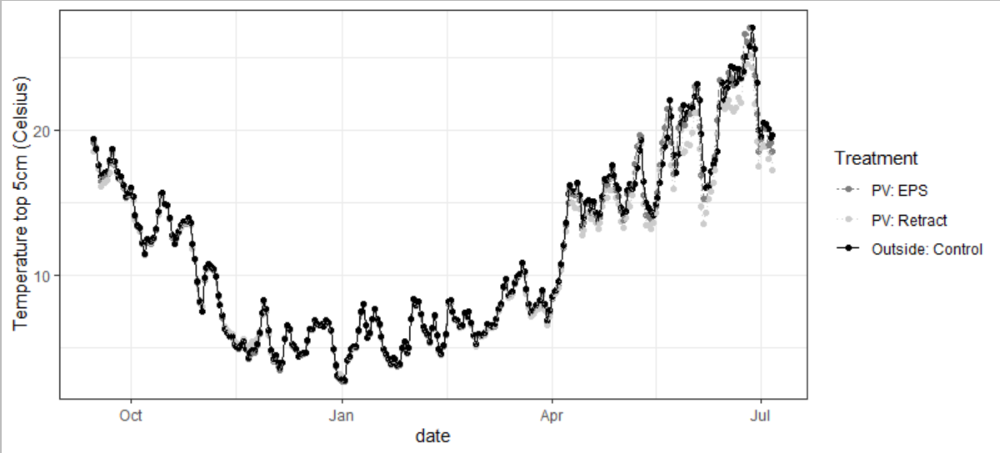 Temperature top 5cm (Celsius)
20
10
Oct
Jan
Apr
Jul
date
Treatment
PV: EPS
PV: Retract
Outside: Control